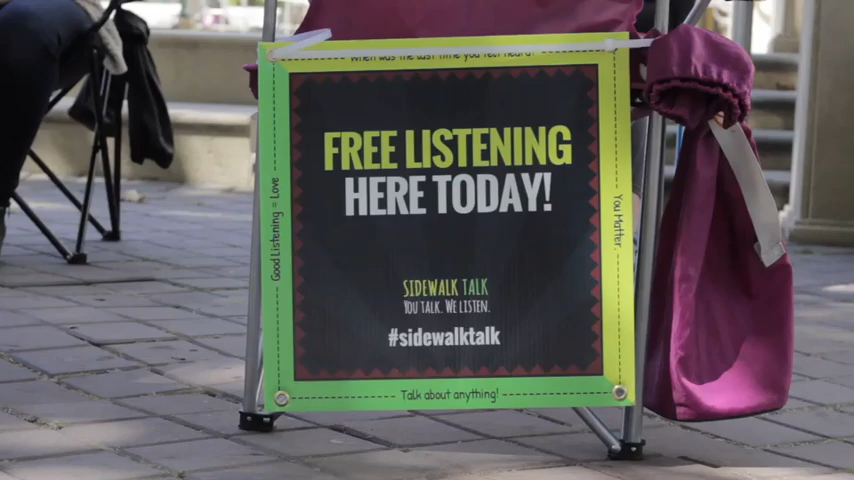 When was the last time you felt heard?
FREE LISTENING
HERE TODAY!
Good Listening = Love
You Matter.
SIDEWALK TALK
YOU TALK. WE LISTEN.
#sidewalktalk
Talk about anything!